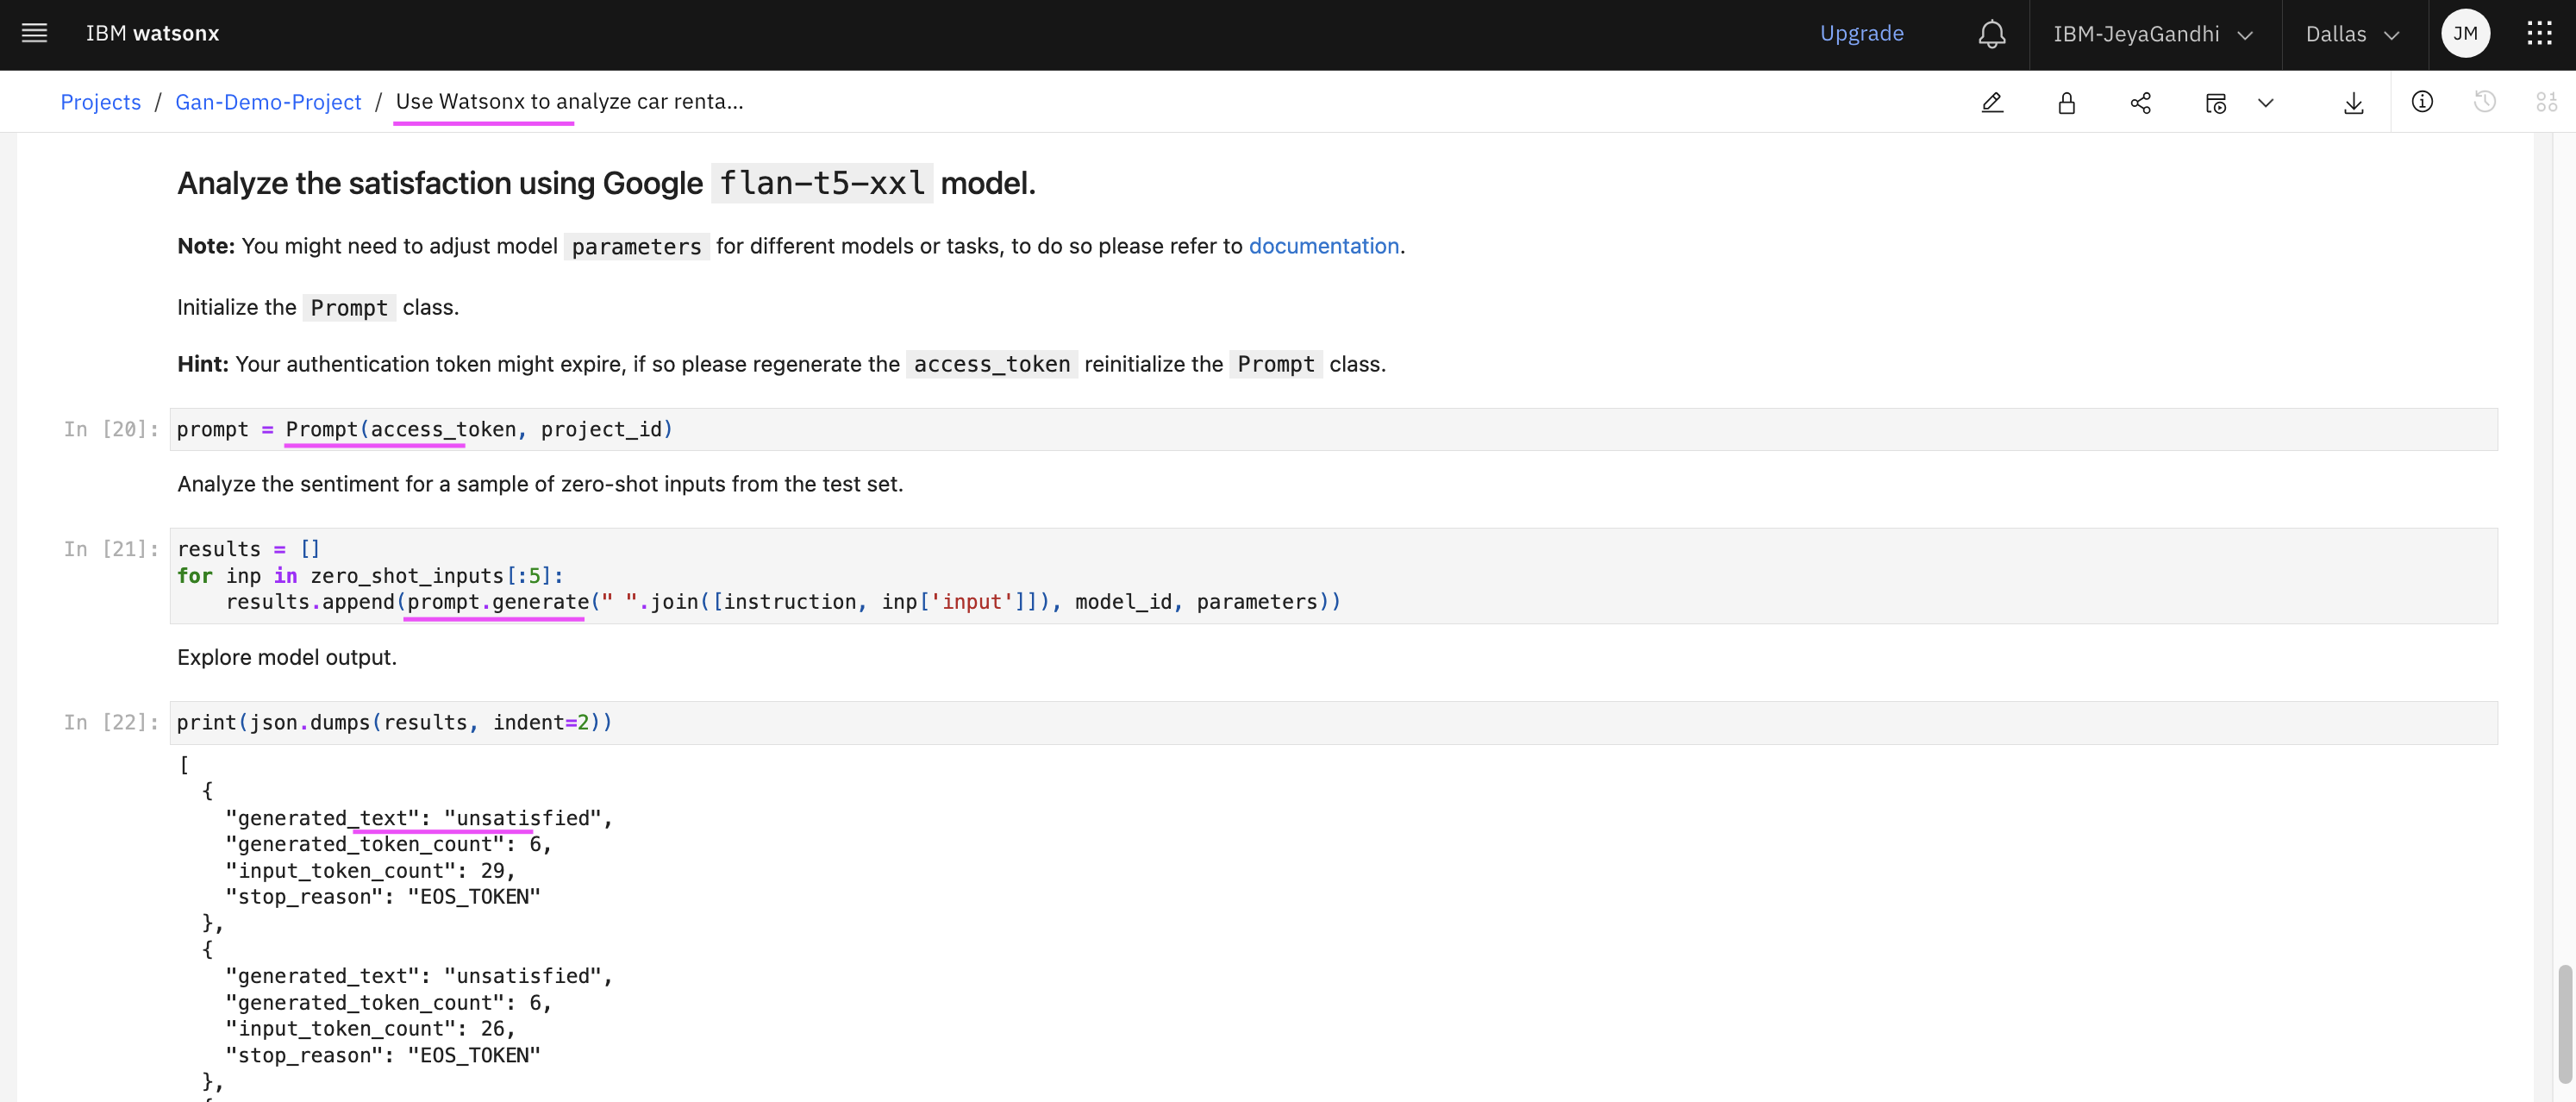 IBM watsonx
Upgrade
IBM-JeyaGandhi
Dallas
JM
Projects / Gan-Demo-Project / Use Watsonx to analyze car renta...
Analyze the satisfaction using Google flan-t5-xxl model.
Note: You might need to adjust model parameters for different models or tasks, to do so please refer to documentation.
Initialize the Prompt class.
Hint: Your authentication token might expire, if so please regenerate the access_token reinitialize the Prompt class.
In [20]: prompt = Prompt(access_token, project_id)
Analyze the sentiment for a sample of zero-shot inputs from the test set.
In [21]: results = []
for inp in zero_shot_inputs[:5]:
    results.append(prompt.generate(" ".join([instruction, inp['input']]), model_id, parameters))
Explore model output.
In [22]: print(json.dumps(results, indent=2))
[
  {
    "generated_text": "unsatisfied",
    "generated_token_count": 6,
    "input_token_count": 29,
    "stop_reason": "EOS_TOKEN"
  },
  {
    "generated_text": "unsatisfied",
    "generated_token_count": 6,
    "input_token_count": 26,
    "stop_reason": "EOS_TOKEN"
  },